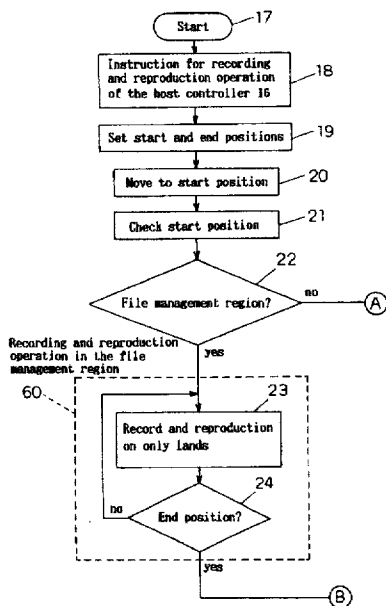 Start
17
Instruction for recording
and reproduction operation
of the host controller 16
18
Set start and end positions
19
Move to start position
20
Check start position
21
22
File management region?
no
A
Recording and reproduction
operation in the file
management region
yes
60
23
Record and reproduction
on only lands
24
no
End position?
yes
B